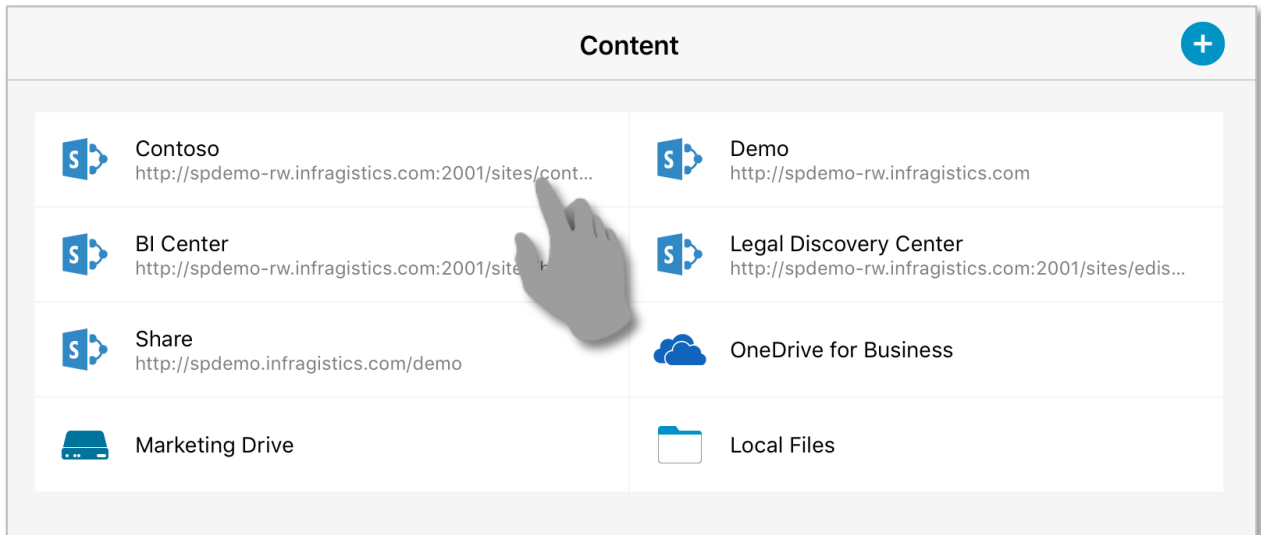 Content
Contoso
http://spdemo-rw.infragistics.com:2001/sites/cont...
Demo
http://spdemo-rw.infragistics.com
BI Center
http://spdemo-rw.infragistics.com:2001/site
Legal Discovery Center
http://spdemo-rw.infragistics.com:2001/sites/edis...
Share
http://spdemo.infragistics.com/demo
OneDrive for Business
Marketing Drive
Local Files